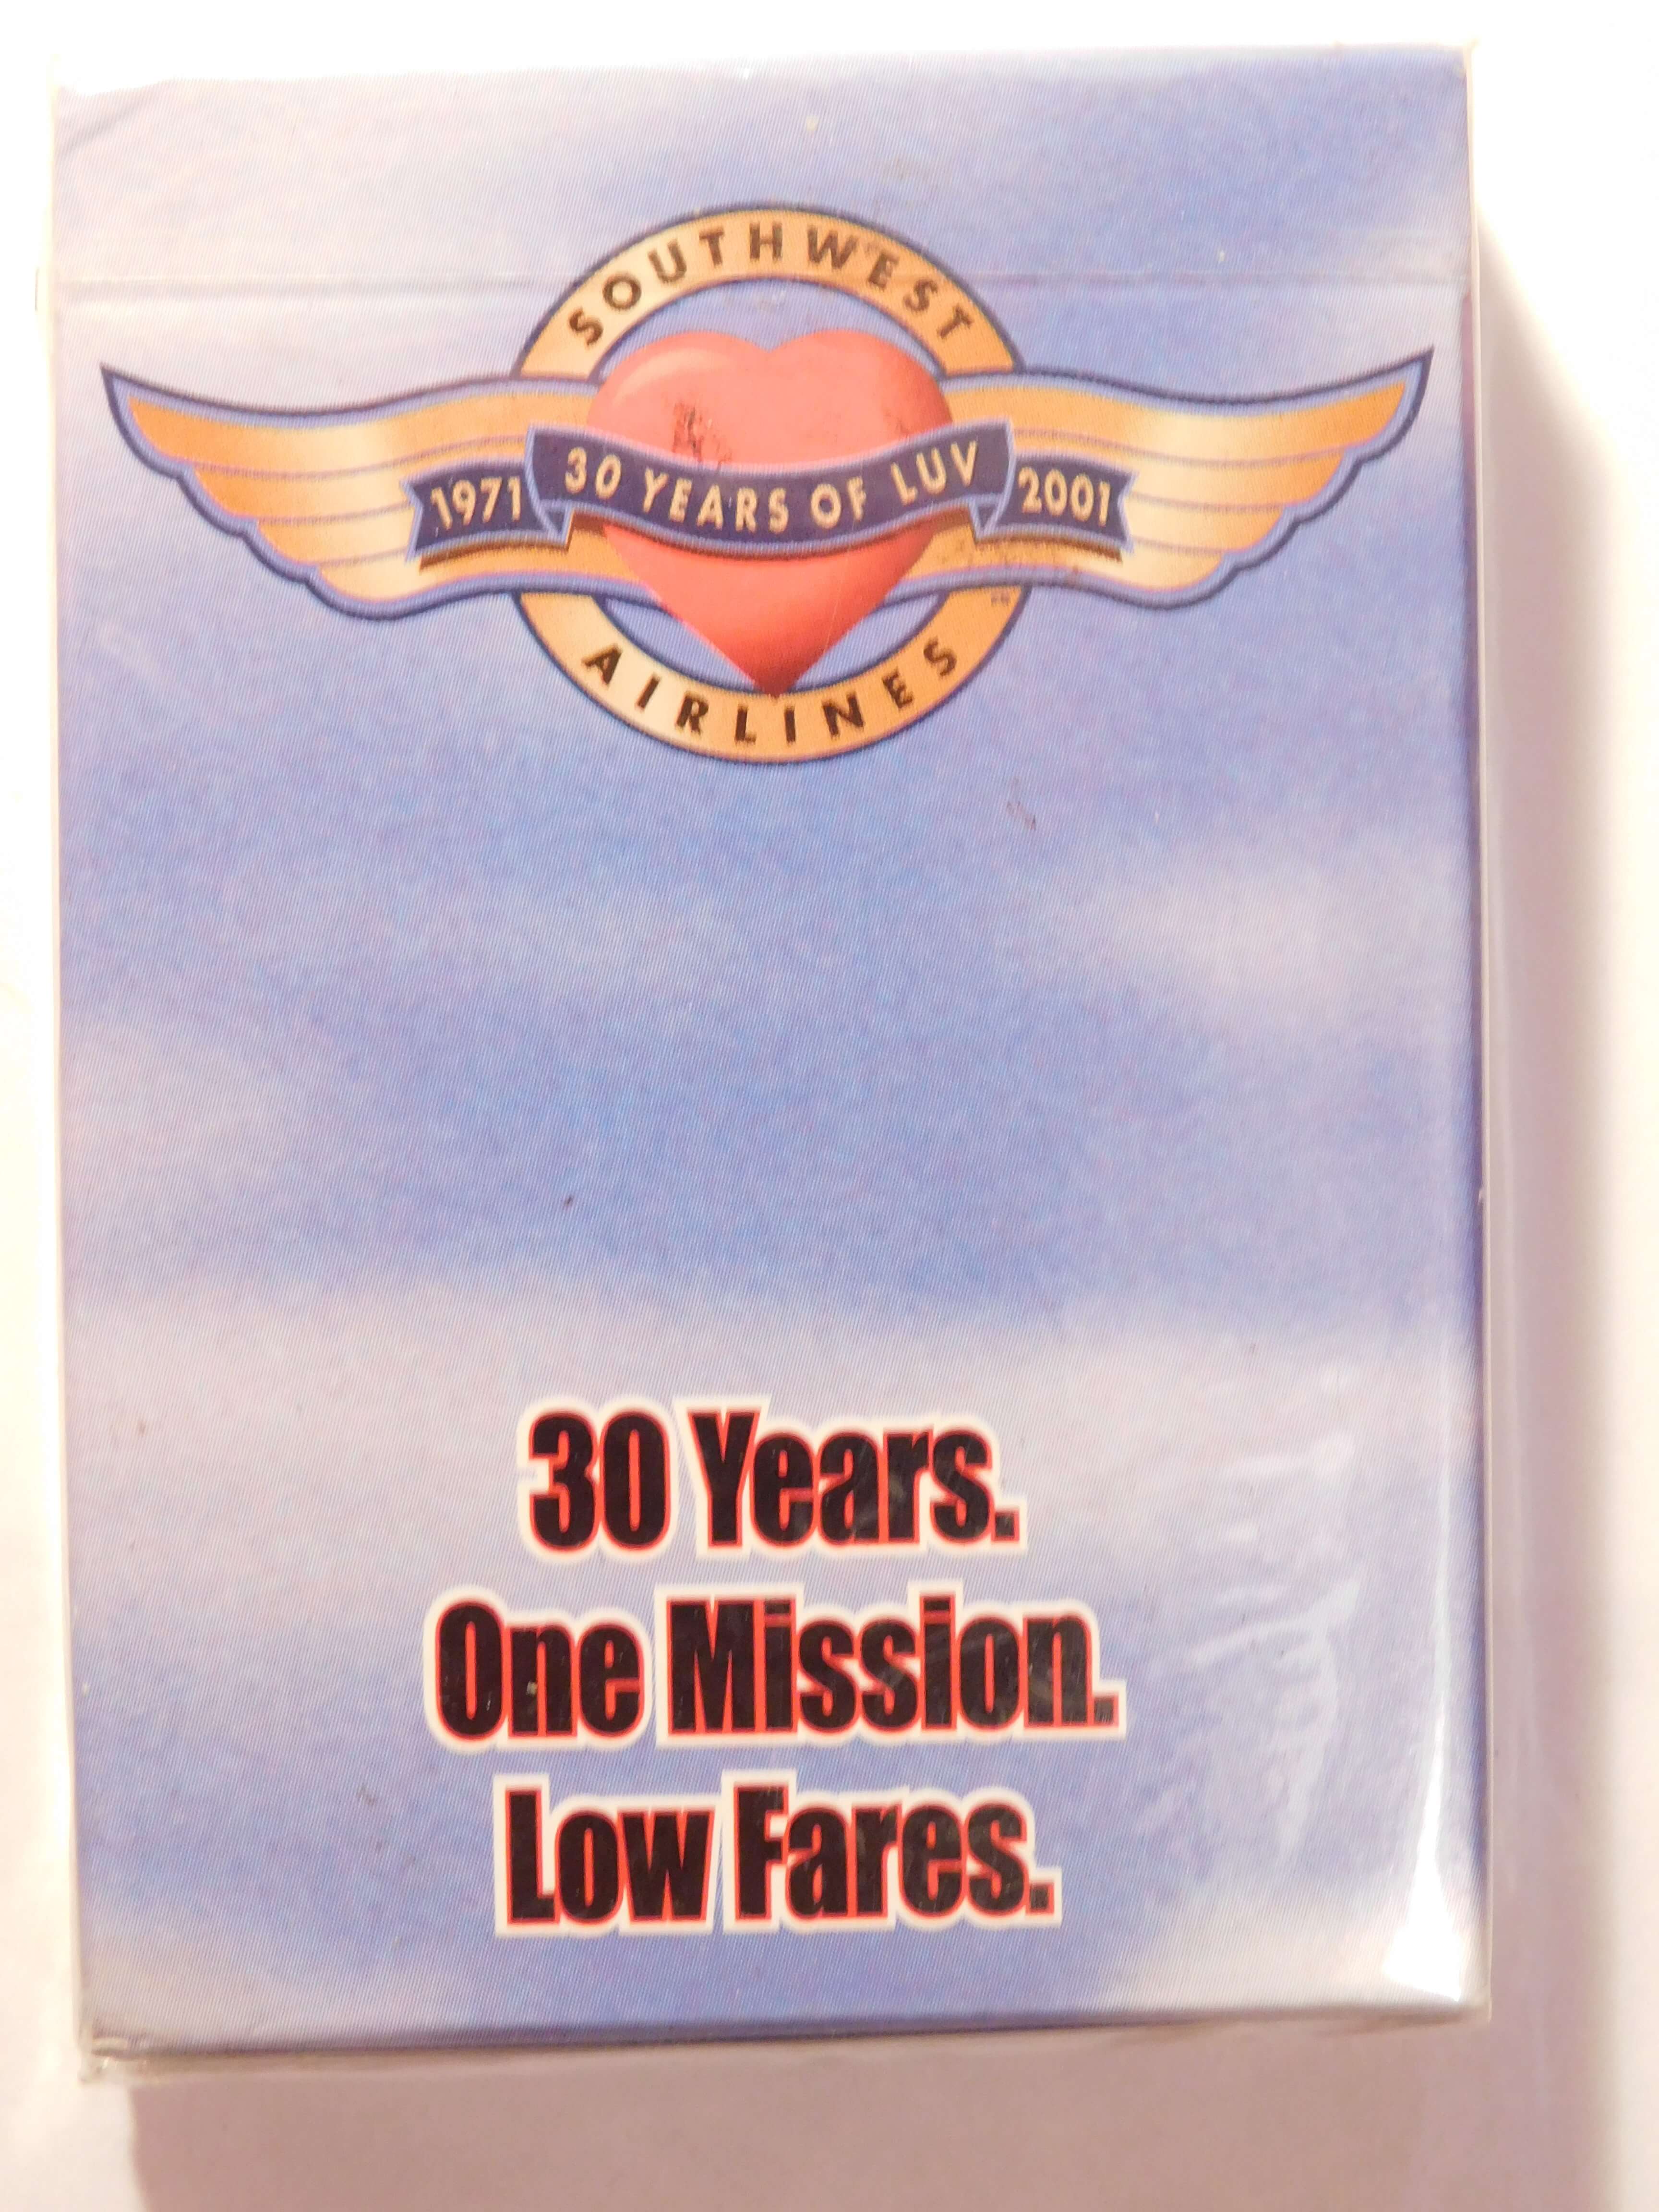 SOUTHWEST
1971 30 YEARS OF LUV 2001
AIRLINES
30 Years.
One Mission.
Low Fares.